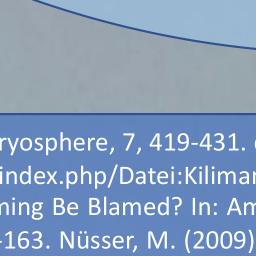 ryosphere, 7, 419-431.
index.php/Datei:Kilimar
ming Be Blamed? In: Am
-163. Nüsser, M. (2009)